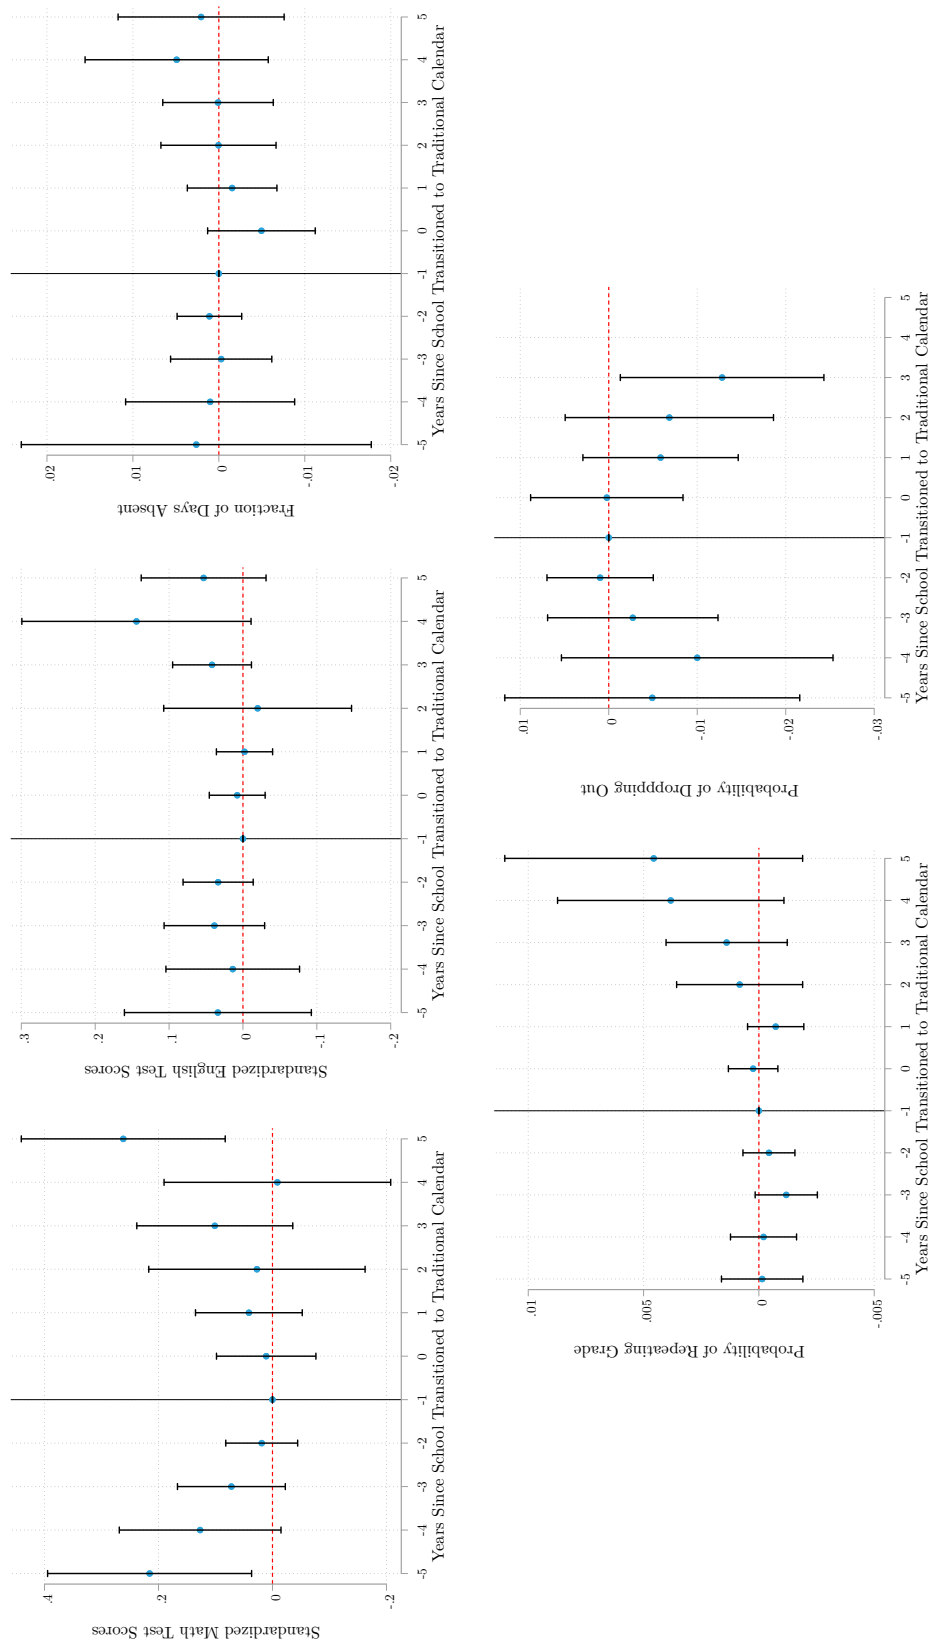 Standardized Math Test Scores
.4
.2
0
-.2
-5 -4 -3 -2 -1 0 1 2 3 4 5
Years Since School Transitioned to Traditional Calendar
Standardized English Test Scores
.3
.2
.1
0
-.1
-.2
-5 -4 -3 -2 -1 0 1 2 3 4 5
Years Since School Transitioned to Traditional Calendar
Fraction of Days Absent
.02
.01
0
-.01
-.02
-5 -4 -3 -2 -1 0 1 2 3 4 5
Years Since School Transitioned to Traditional Calendar
Probability of Repeating Grade
.01
.005
0
-.005
-5 -4 -3 -2 -1 0 1 2 3 4 5
Years Since School Transitioned to Traditional Calendar
Probability of Droppping Out
.01
0
-.01
-.02
-.03
-5 -4 -3 -2 -1 0 1 2 3 4 5
Years Since School Transitioned to Traditional Calendar